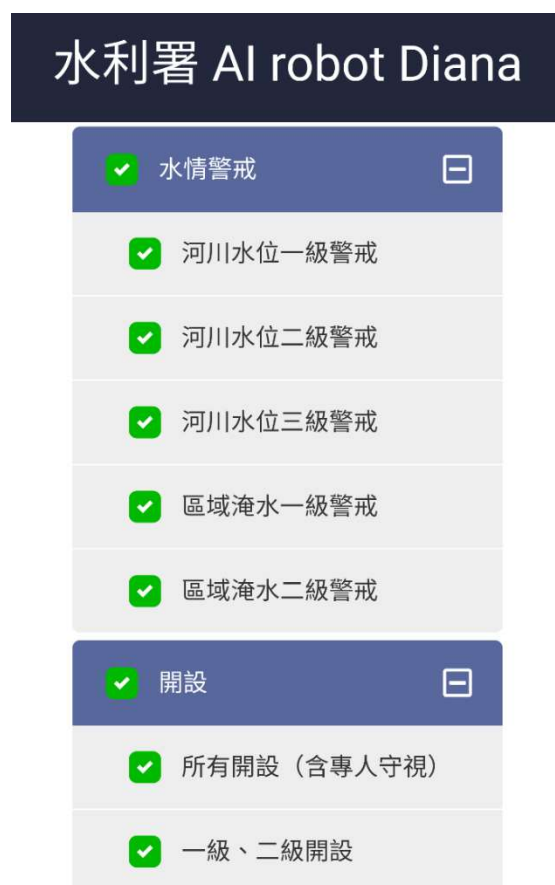 水利署 AI robot Diana
水情警戒
河川水位一級警戒
河川水位二級警戒
河川水位三級警戒
區域淹水一級警戒
區域淹水二級警戒
開設
所有開設（含專人守視）
一級、二級開設